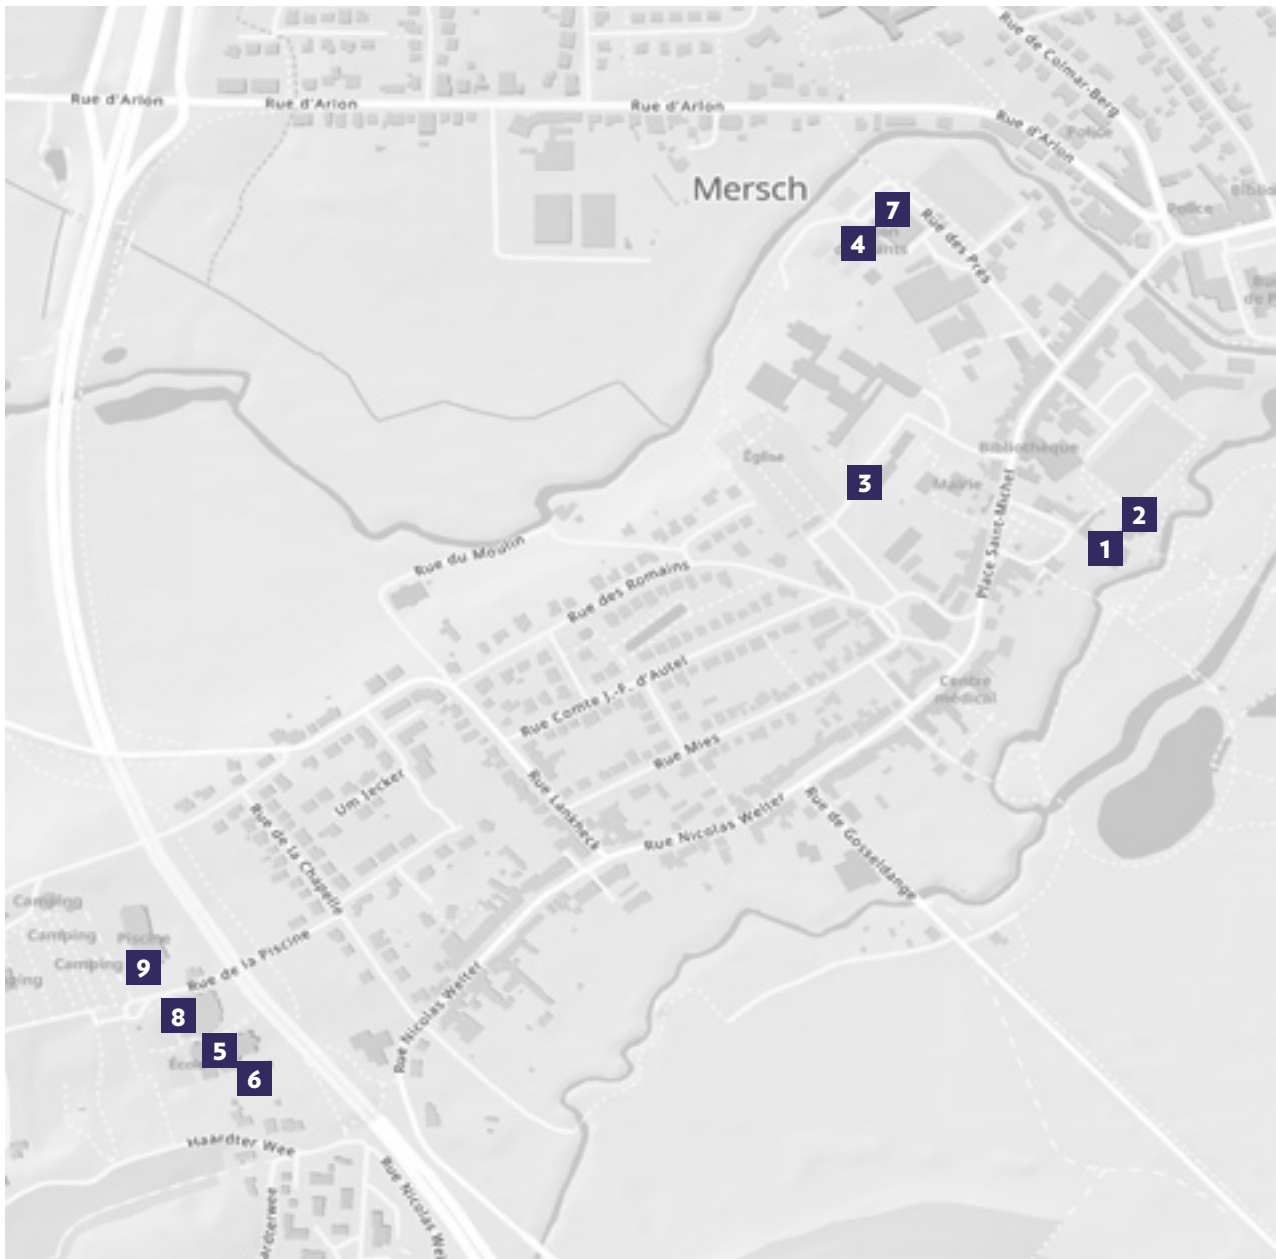 Rue de Colmar-Berg
Rue d'Arlon
Rue d'Arlon
Rue d'Arlon
Rue d'Arlon
Police
Mersch
Police
7
4
Rue des Prés
Bibliothèque
Église
3
Mairie
Place Saint-Michel
2
1
Rue du Moulin
Rue des Romains
Rue Comte J.-F. d'Autel
Centre
médical
Rue Mies
Um Jecker
Rue Lankheck
Rue de la Chapelle
Rue Nicolas Welter
Rue de Gosseldange
Camping
Camping
Piscine
Camping
9
Rue de la Piscine
Rue Nicolas Welter
8
5
6
Haardter Wee
Rue Nicolas Wel